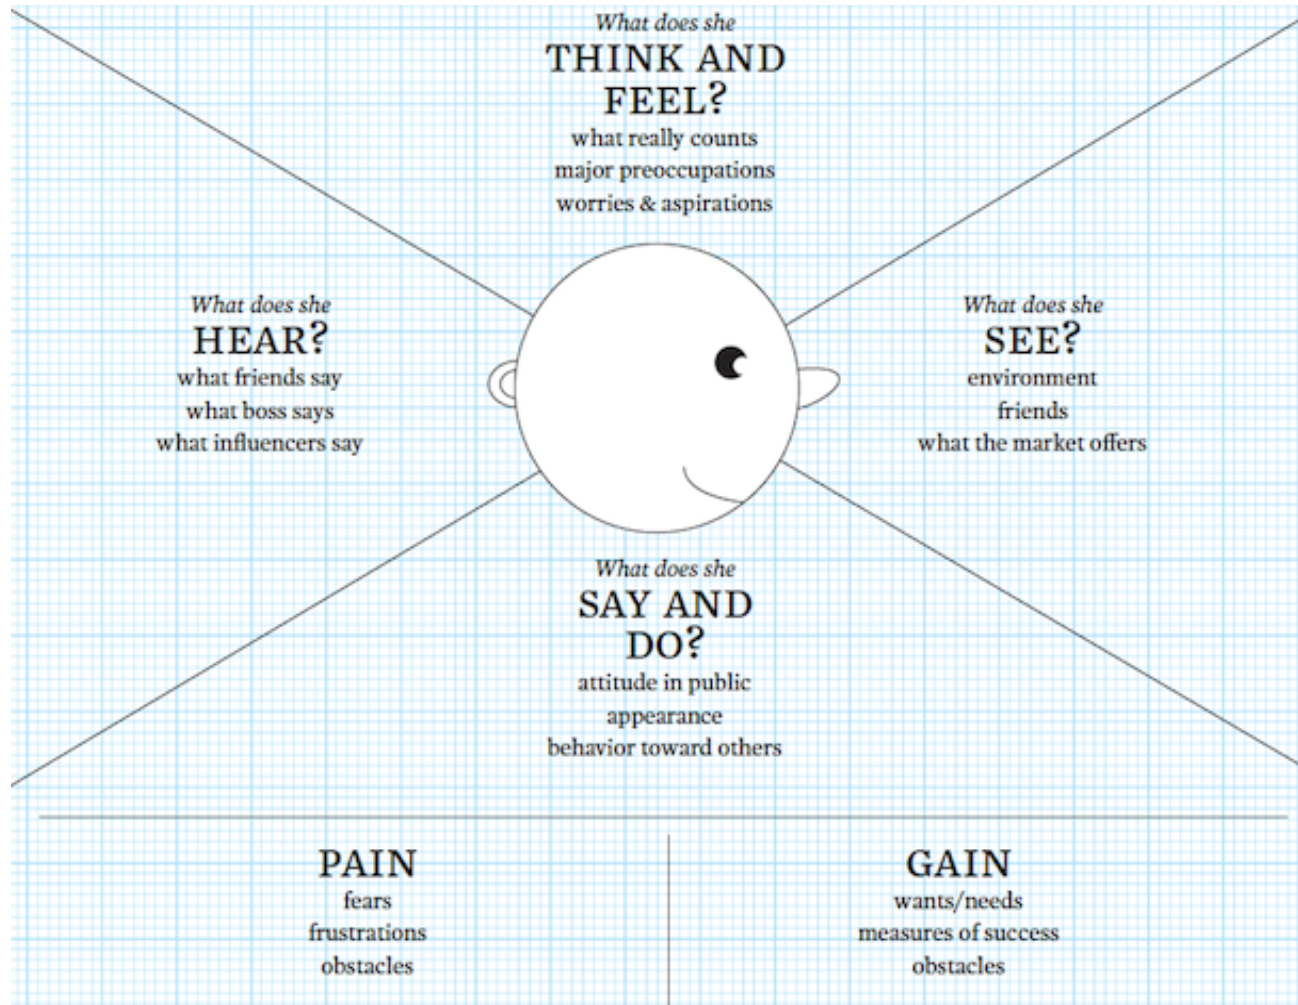 What does she
THINK AND
FEEL?
what really counts
major preoccupations
worries & aspirations
What does she
HEAR?
what friends say
what boss says
what influencers say
What does she
SEE?
environment
friends
what the market offers
What does she
SAY AND
DO?
attitude in public
appearance
behavior toward others
PAIN
fears
frustrations
obstacles
GAIN
wants/needs
measures of success
obstacles